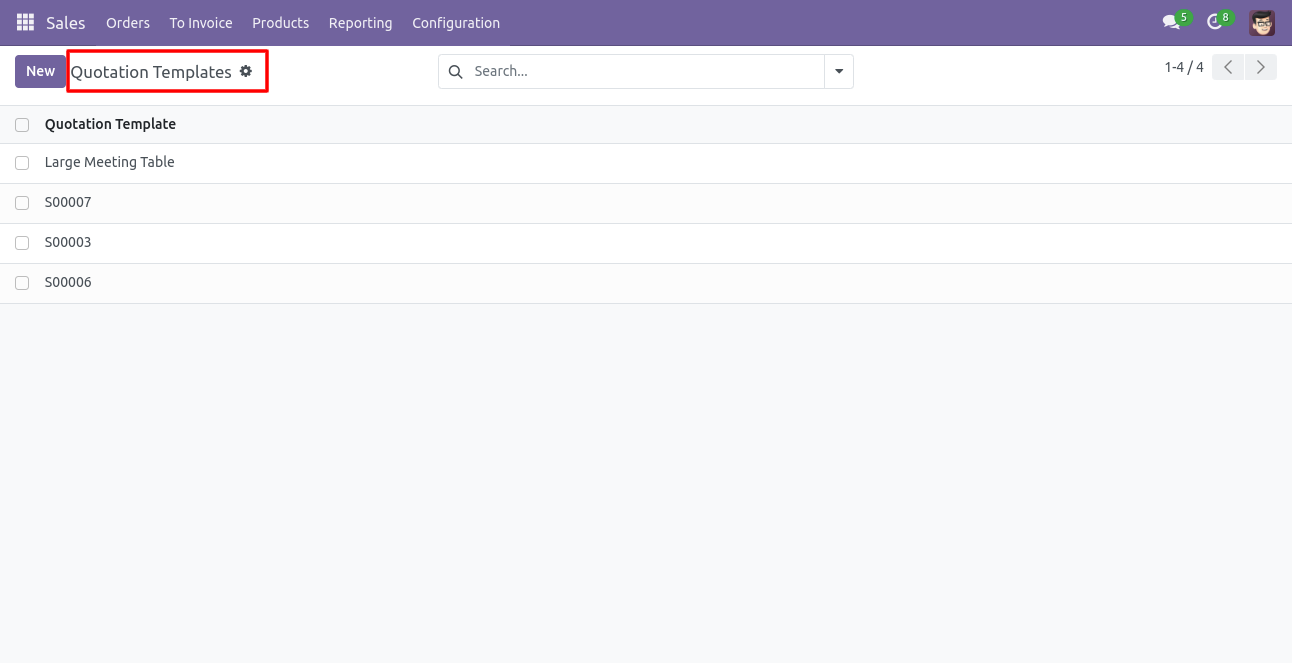 Sales Orders To Invoice Products Reporting Configuration 5 8
New Quotation Templates Search... 1-4 / 4
Quotation Template
Large Meeting Table
S00007
S00003
S00006